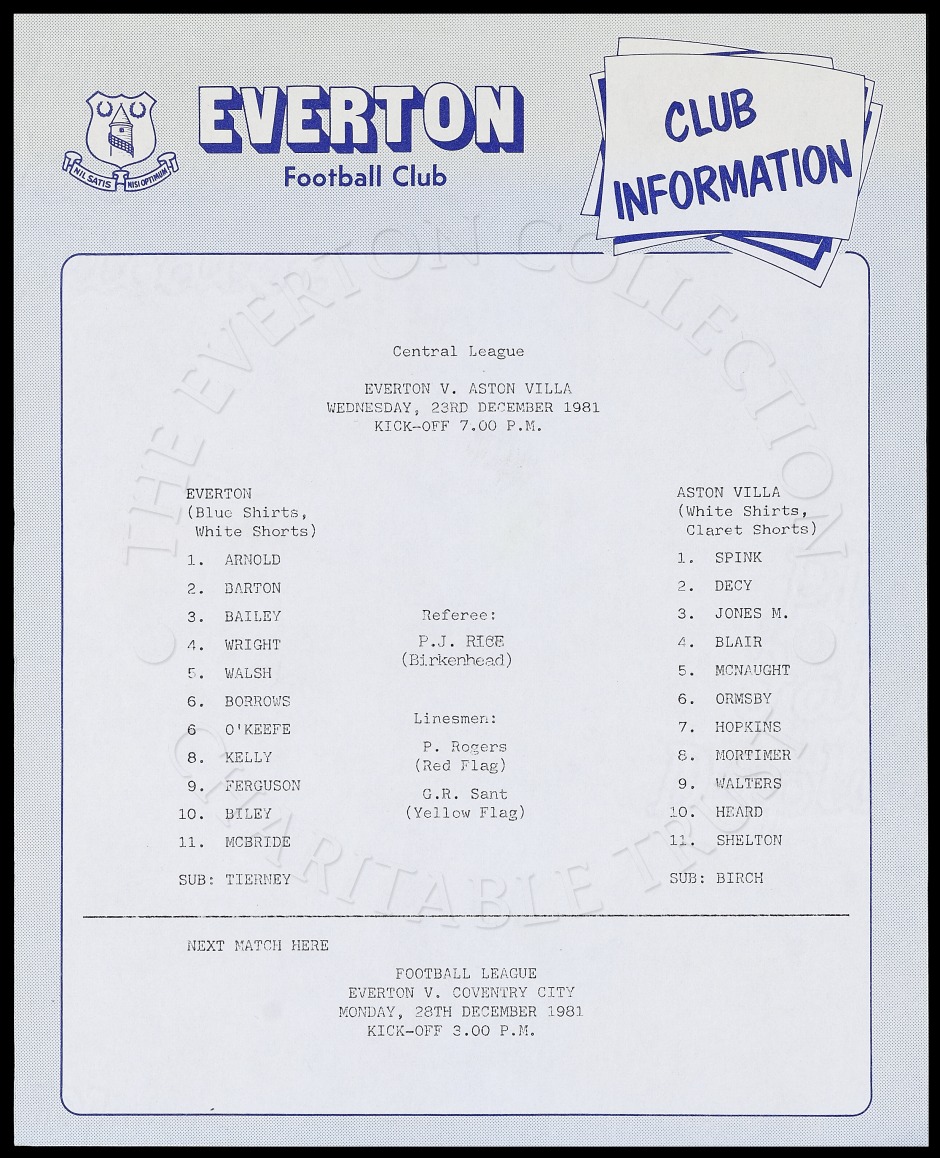 NIL SATIS NISI OPTIMUM
EVERTON
Football Club
CLUB
INFORMATION
THE EVERTON COLLECTION
CHARITABLE TRUST
Central League
EVERTON V. ASTON VILLA
WEDNESDAY, 23RD DECEMBER 1981
KICK-OFF 7.00 P.M.
EVERTON
(Blue Shirts,
White Shorts)
1. ARNOLD
2. BARTON
3. BAILEY
4. WRIGHT
5. WALSH
6. BORROWS
6 O'KEEFE
8. KELLY
9. FERGUSON
10. BILEY
11. MCBRIDE
SUB: TIERNEY
Referee:
P.J. RICE
(Birkenhead)
Linesmen:
P. Rogers
(Red Flag)
G.R. Sant
(Yellow Flag)
ASTON VILLA
(White Shirts,
Claret Shorts)
1. SPINK
2. DECY
3. JONES M.
4. BLAIR
5. MCNAUGHT
6. ORMSBY
7. HOPKINS
8. MORTIMER
9. WALTERS
10. HEARD
11. SHELTON
SUB: BIRCH
NEXT MATCH HERE
FOOTBALL LEAGUE
EVERTON V. COVENTRY CITY
MONDAY, 28TH DECEMBER 1981
KICK-OFF 3.00 P.M.